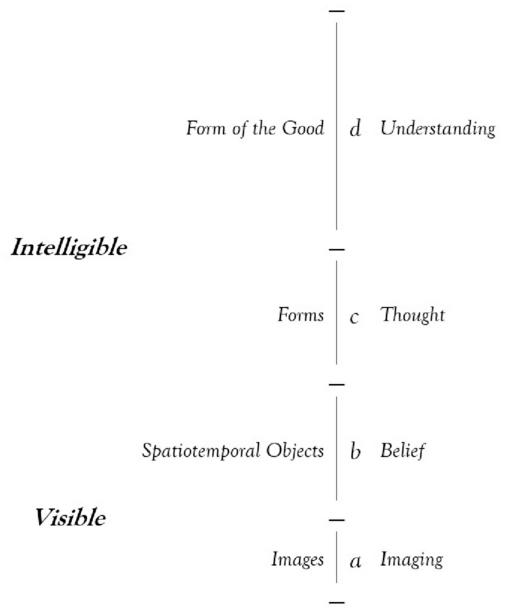 Form of the Good d Understanding
Intelligible
Forms c Thought
Spatiotemporal Objects b Belief
Visible
Images a Imaging